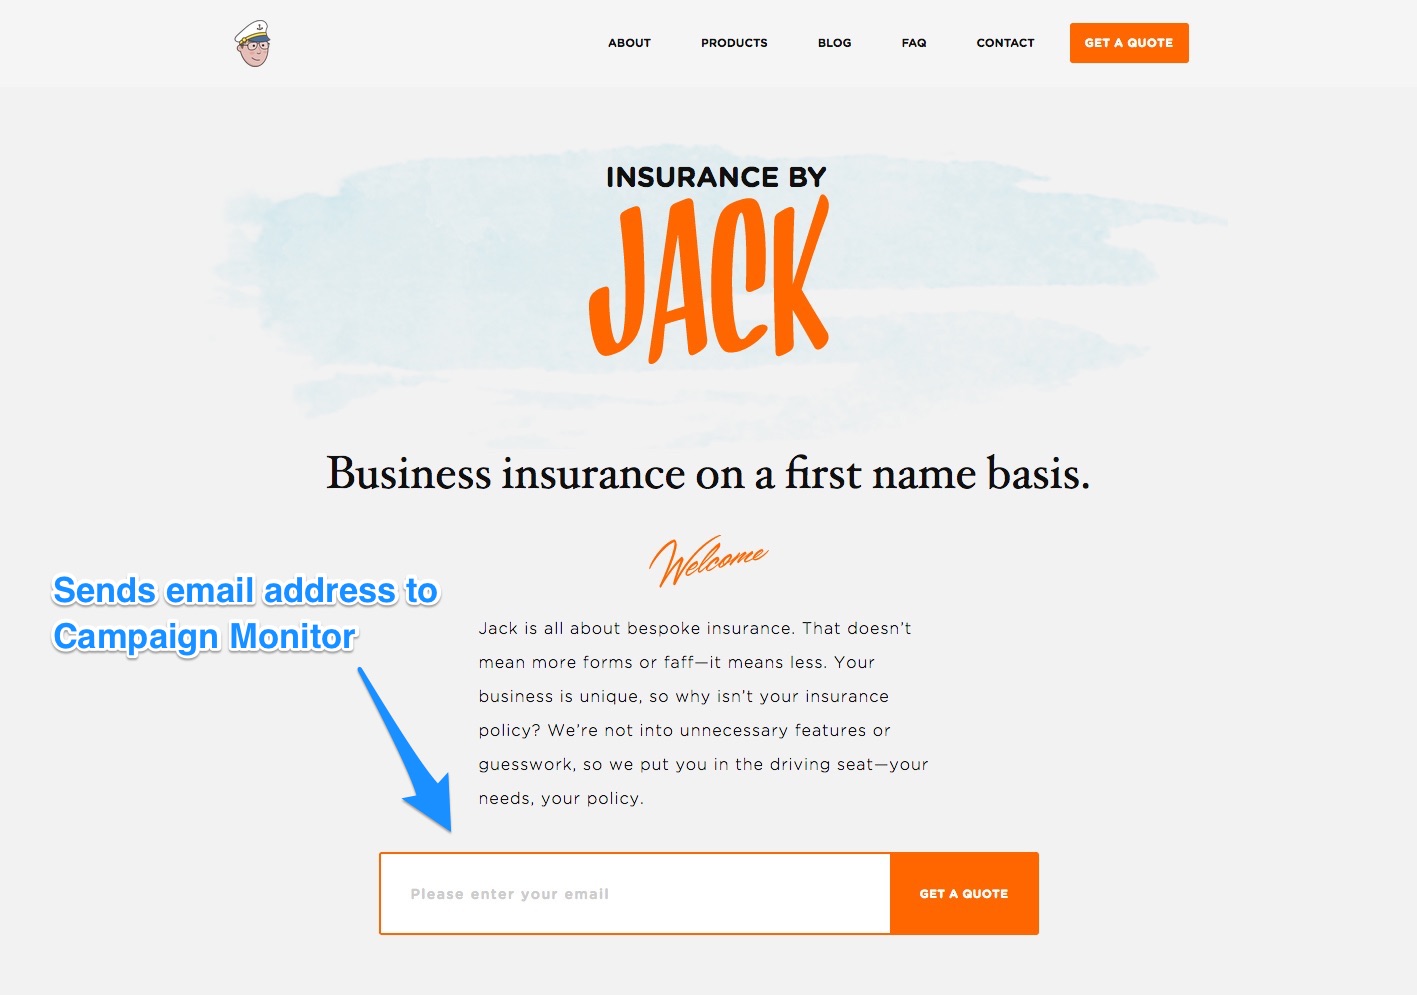 ABOUT PRODUCTS BLOG FAQ CONTACT GET A QUOTE
INSURANCE BY
JACK
Business insurance on a first name basis.
Welcome
Sends email address to
Campaign Monitor
Jack is all about bespoke insurance. That doesn’t
mean more forms or faff—it means less. Your
business is unique, so why isn’t your insurance
policy? We’re not into unnecessary features or
guesswork, so we put you in the driving seat—your
needs, your policy.
Please enter your email GET A QUOTE